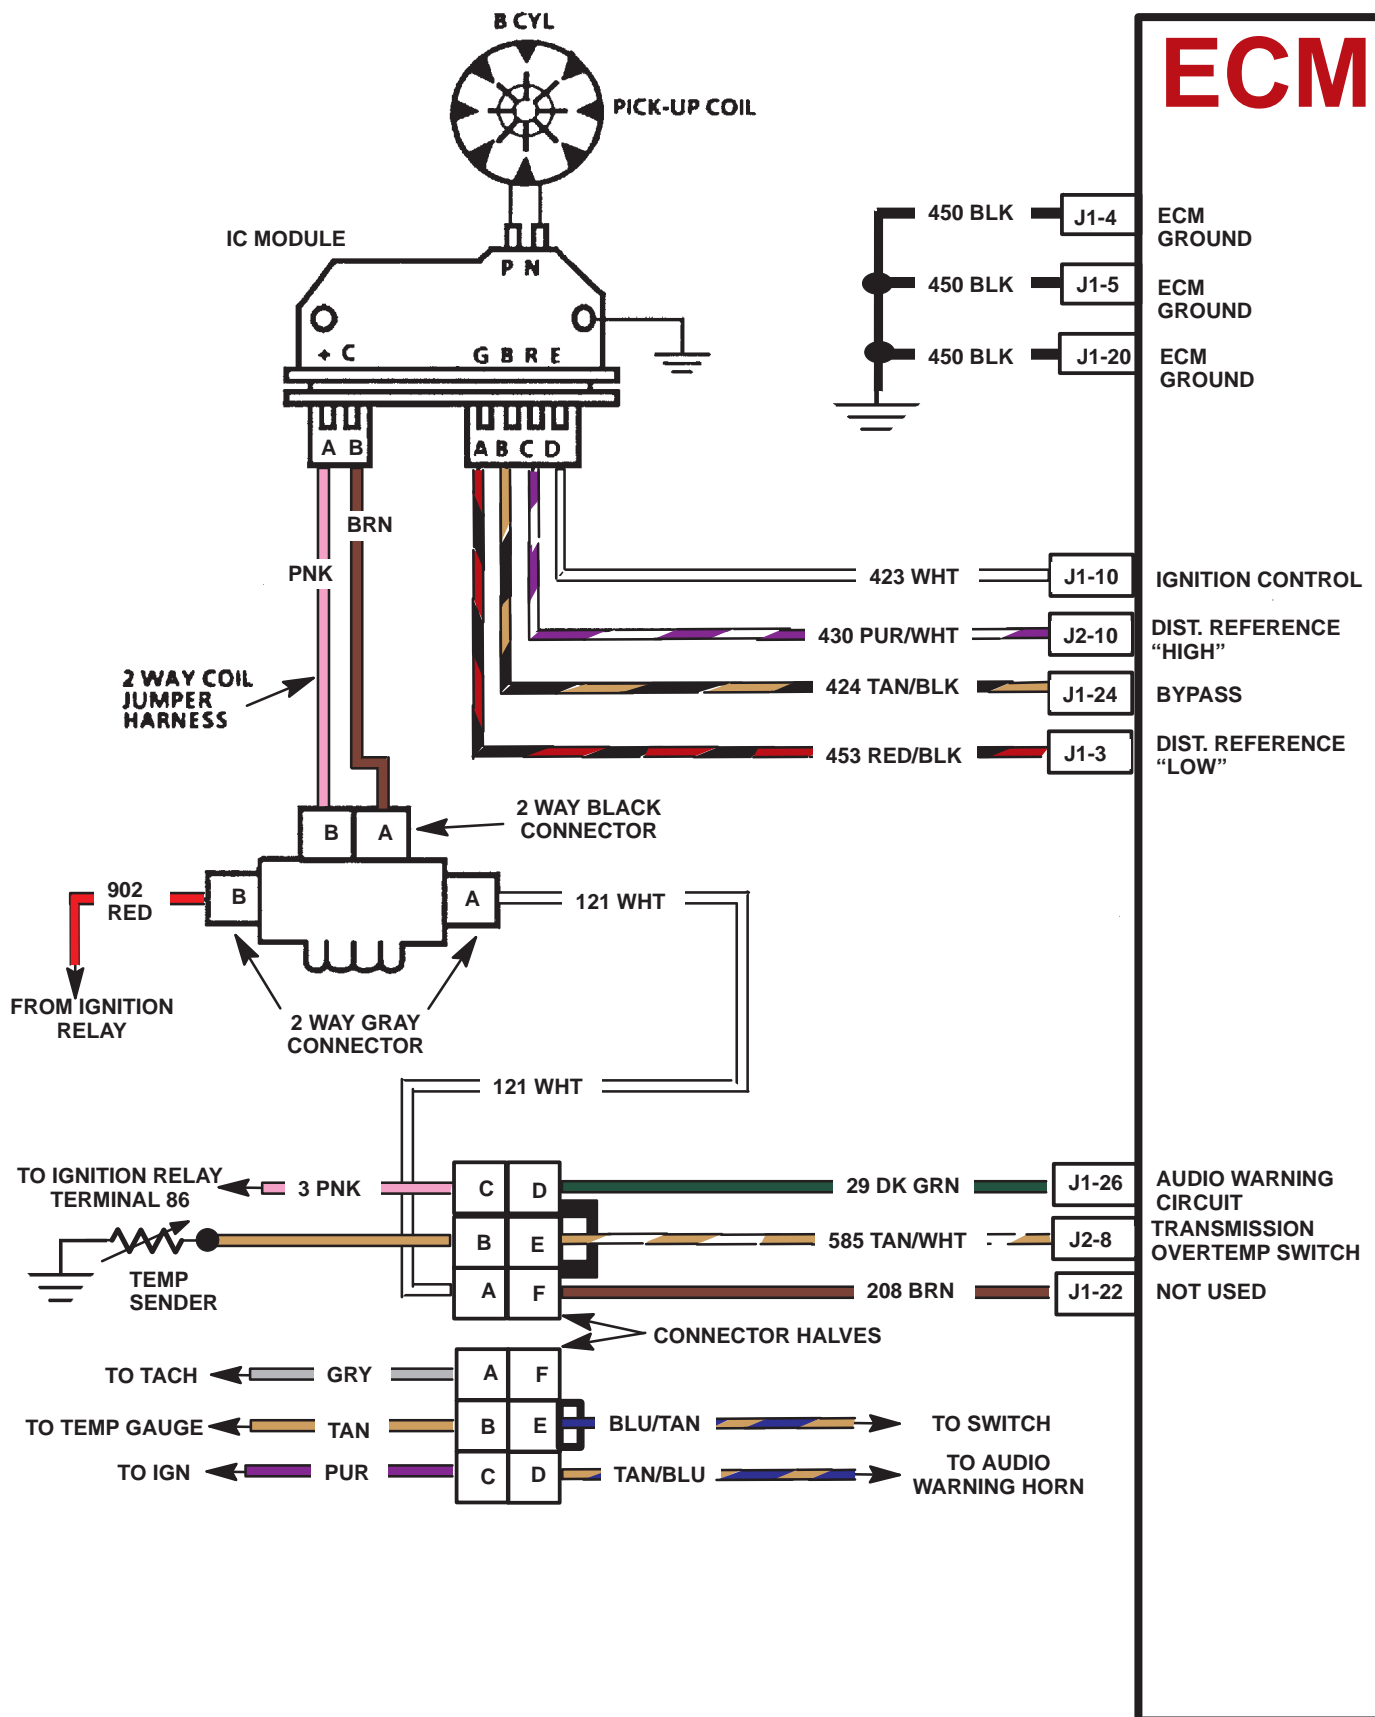 B CYL
PICK-UP COIL
ECM
IC MODULE
P N
+ C
G B R E
A B
A B C D
450 BLK
J1-4
ECM
GROUND
450 BLK
J1-5
ECM
GROUND
450 BLK
J1-20
ECM
GROUND
BRN
PNK
423 WHT
J1-10
IGNITION CONTROL
430 PUR/WHT
J2-10
DIST. REFERENCE
“HIGH”
2 WAY COIL
JUMPER
HARNESS
424 TAN/BLK
J1-24
BYPASS
453 RED/BLK
J1-3
DIST. REFERENCE
“LOW”
B A
2 WAY BLACK
CONNECTOR
902
RED
B
A
121 WHT
FROM IGNITION
RELAY
2 WAY GRAY
CONNECTOR
121 WHT
TO IGNITION RELAY
TERMINAL 86
3 PNK
C D
29 DK GRN
J1-26
AUDIO WARNING
CIRCUIT
B E
585 TAN/WHT
J2-8
TRANSMISSION
OVERTEMP SWITCH
TEMP
SENDER
A F
208 BRN
J1-22
NOT USED
CONNECTOR HALVES
TO TACH
GRY
A F
TO TEMP GAUGE
TAN
B E
BLU/TAN
TO SWITCH
TO IGN
PUR
C D
TAN/BLU
TO AUDIO
WARNING HORN